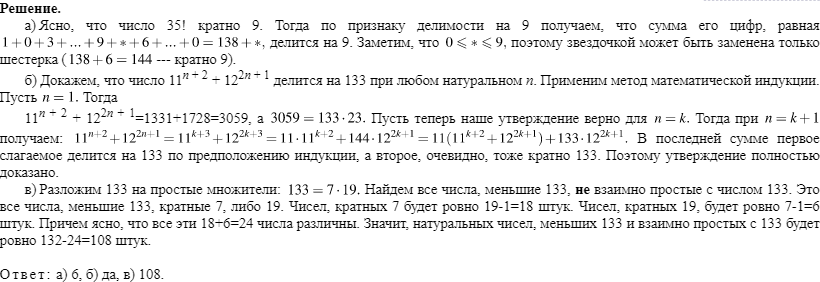 Решение.
а) Ясно, что число 35! кратно 9. Тогда по признаку делимости на 9 получаем, что сумма его цифр, равная
1+0+3+...+9+*+6+...+0=138+*, делится на 9. Заметим, что 0⩽*⩽9, поэтому звездочкой может быть заменена только
шестерка (138+6=144 --- кратно 9).
б) Докажем, что число 11^{n+2}+12^{2n+1} делится на 133 при любом натуральном n. Применим метод математической индукции.
Пусть n=1. Тогда
11^{n+2}+12^{2n+1}=1331+1728=3059, а 3059=133·23. Пусть теперь наше утверждение верно для n=k. Тогда при n=k+1
получаем: 11^{n+2}+12^{2n+1}=11^{k+3}+12^{2k+3}=11·11^{k+2}+144·12^{2k+1}=11(11^{k+2}+12^{2k+1})+133·12^{2k+1}. В последней сумме первое
слагаемое делится на 133 по предположению индукции, а второе, очевидно, тоже кратно 133. Поэтому утверждение полностью
доказано.
в) Разложим 133 на простые множители: 133=7·19. Найдем все числа, меньшие 133, не взаимно простые с числом 133. Это
все числа, меньшие 133, кратные 7, либо 19. Чисел, кратных 7 будет ровно 19-1=18 штук. Чисел, кратных 19, будет ровно 7-1=6
штук. Причем ясно, что все эти 18+6=24 числа различны. Значит, натуральных чисел, меньших 133 и взаимно простых с 133 будет
ровно 132-24=108 штук.
Ответ: а) 6, б) да, в) 108.